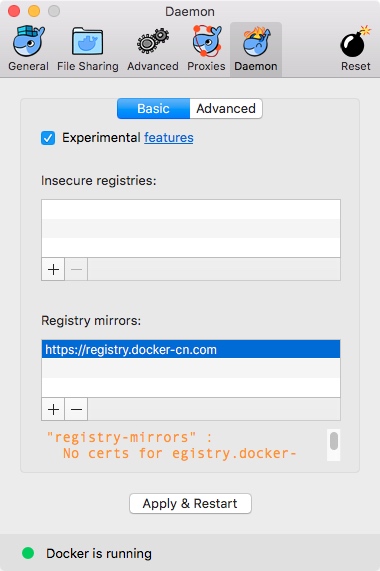 Daemon
General
File Sharing
Advanced
Proxies
Daemon
Reset
Basic
Advanced
Experimental features
Insecure registries:
Registry mirrors:
https://registry.docker-cn.com
"registry-mirrors" :
No certs for egistry.docker-
Apply & Restart
Docker is running